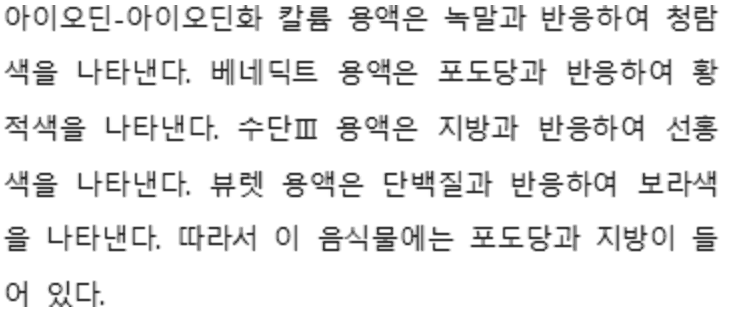 아이오딘-아이오딘화 칼륨 용액은 녹말과 반응하여 청람
색을 나타낸다. 베네딕트 용액은 포도당과 반응하여 황
적색을 나타낸다. 수단Ⅲ 용액은 지방과 반응하여 선홍
색을 나타낸다. 뷰렛 용액은 단백질과 반응하여 보라색
을 나타낸다. 따라서 이 음식물에는 포도당과 지방이 들
어 있다.